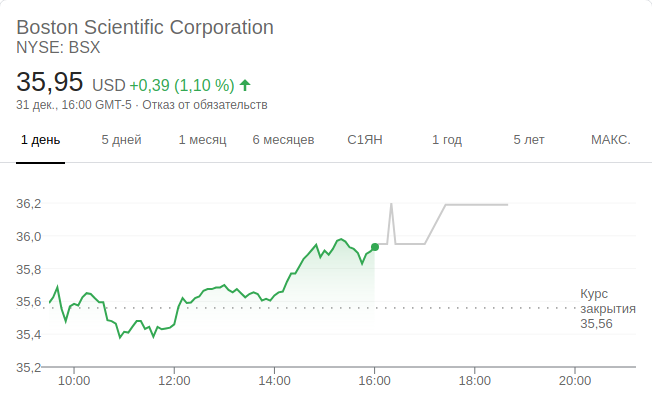 Boston Scientific Corporation
NYSE: BSX
35,95 USD +0,39 (1,10 %)
31 дек., 16:00 GMT-5 · Отказ от обязательств
1 день 5 дней 1 месяц 6 месяцев С1ЯН 1 год 5 лет МАКС.
36,2
36,0
35,8
35,6
35,4
35,2
Курс
закрытия
35,56
10:00 12:00 14:00 16:00 18:00 20:00